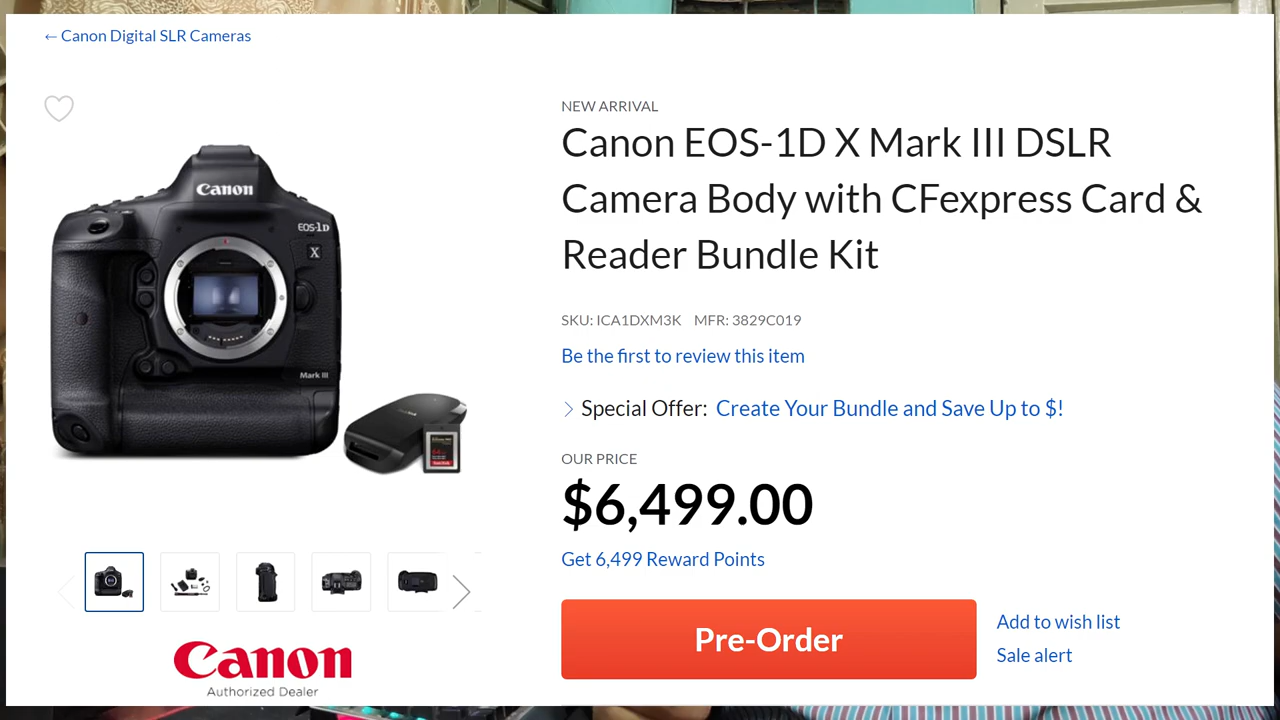 ← Canon Digital SLR Cameras
NEW ARRIVAL
Canon EOS-1D X Mark III DSLR
Camera Body with CFexpress Card &
Reader Bundle Kit
SKU: ICA1DXM3K MFR: 3829C019
Be the first to review this item
Special Offer: Create Your Bundle and Save Up to $!
OUR PRICE
$6,499.00
Get 6,499 Reward Points
Pre-Order
Add to wish list
Sale alert
Canon
EOS-1D
X
Mark III
SanDisk
Canon
Authorized Dealer